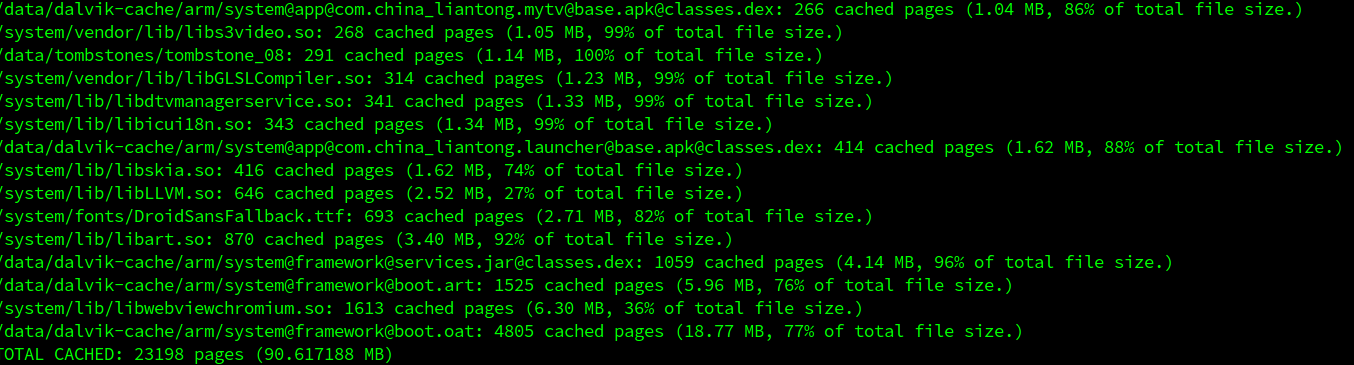 /data/dalvik-cache/arm/system@app@com.china_liantong.mytv@base.apk@classes.dex: 266 cached pages (1.04 MB, 86% of total file size.)
/system/vendor/lib/libs3video.so: 268 cached pages (1.05 MB, 99% of total file size.)
/data/tombstones/tombstone_08: 291 cached pages (1.14 MB, 100% of total file size.)
/system/vendor/lib/libGLSLCompiler.so: 314 cached pages (1.23 MB, 99% of total file size.)
/system/lib/libdtvmanagerservice.so: 341 cached pages (1.33 MB, 99% of total file size.)
/system/lib/libicui18n.so: 343 cached pages (1.34 MB, 99% of total file size.)
/data/dalvik-cache/arm/system@app@com.china_liantong.launcher@base.apk@classes.dex: 414 cached pages (1.62 MB, 88% of total file size.)
/system/lib/libskia.so: 416 cached pages (1.62 MB, 74% of total file size.)
/system/lib/libLLVM.so: 646 cached pages (2.52 MB, 27% of total file size.)
/system/fonts/DroidSansFallback.ttf: 693 cached pages (2.71 MB, 82% of total file size.)
/system/lib/libart.so: 870 cached pages (3.40 MB, 92% of total file size.)
/data/dalvik-cache/arm/system@framework@services.jar@classes.dex: 1059 cached pages (4.14 MB, 96% of total file size.)
/data/dalvik-cache/arm/system@framework@boot.art: 1525 cached pages (5.96 MB, 76% of total file size.)
/system/lib/libwebviewchromium.so: 1613 cached pages (6.30 MB, 36% of total file size.)
/data/dalvik-cache/arm/system@framework@boot.oat: 4805 cached pages (18.77 MB, 77% of total file size.)
TOTAL CACHED: 23198 pages (90.617188 MB)